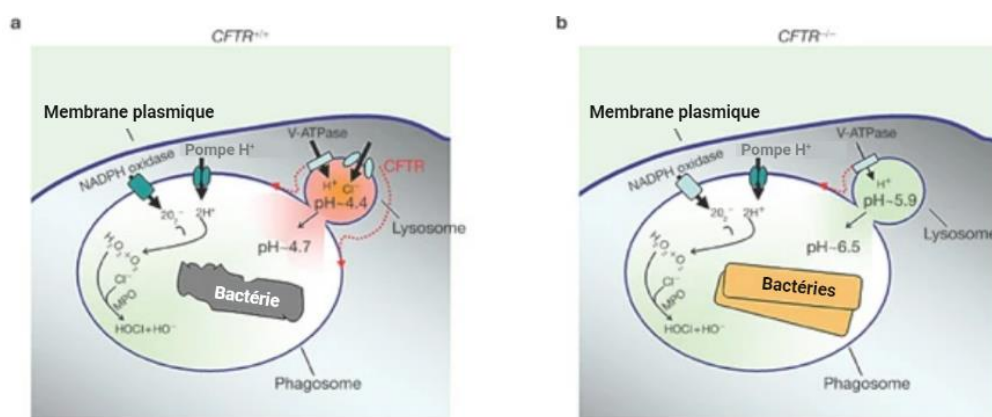 a
CFTR+/+
Membrane plasmique
NADPH oxidase
Pompe H⁺
V-ATPase
CFTR
H⁺
Cl⁻
pH~4.4
Lysosome
2O₂⁻
2H⁺
pH~4.7
H₂O₂+O₂
Cl⁻
MPO
HOCl+HO⁻
Bactérie
Phagosome
b
CFTR-/-
Membrane plasmique
NADPH oxidase
Pompe H⁺
V-ATPase
H⁺
pH~5.9
Lysosome
2O₂⁻
2H⁺
pH~6.5
H₂O₂+O₂
Cl⁻
MPO
HOCl+HO⁻
Bactéries
Phagosome